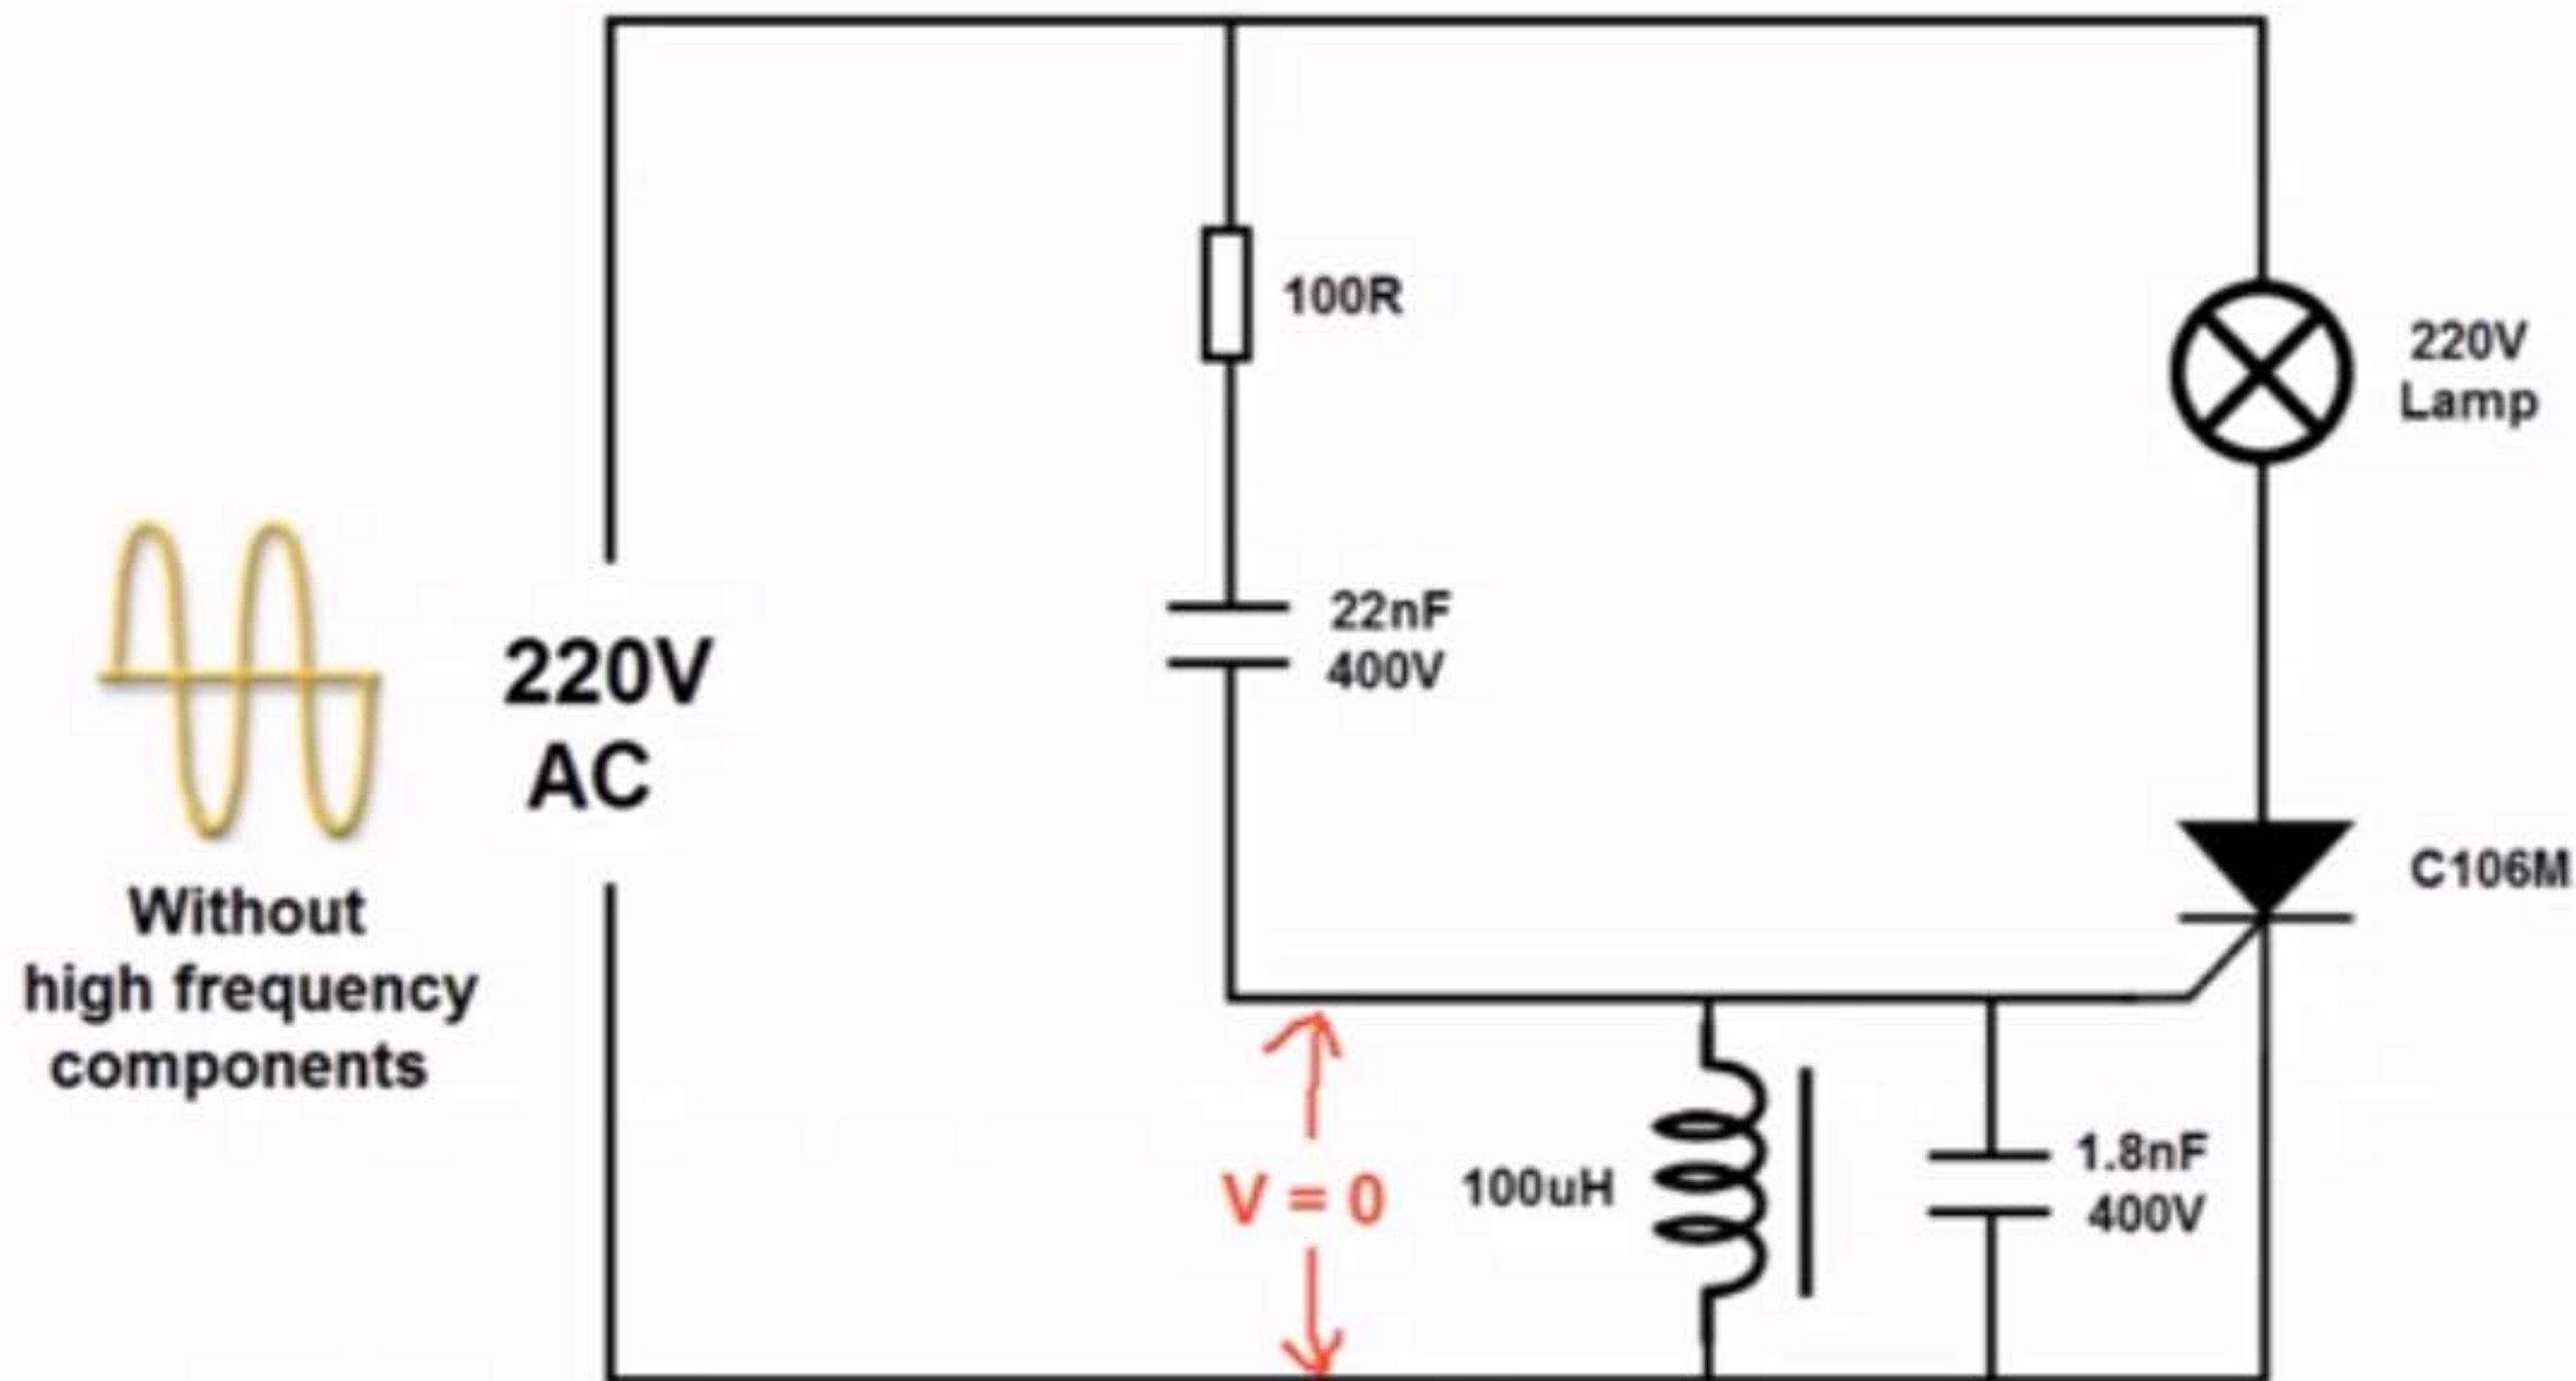 100R
220V
Lamp
22nF
400V
220V
AC
C106M
Without
high frequency
components
V = 0
100uH
1.8nF
400V